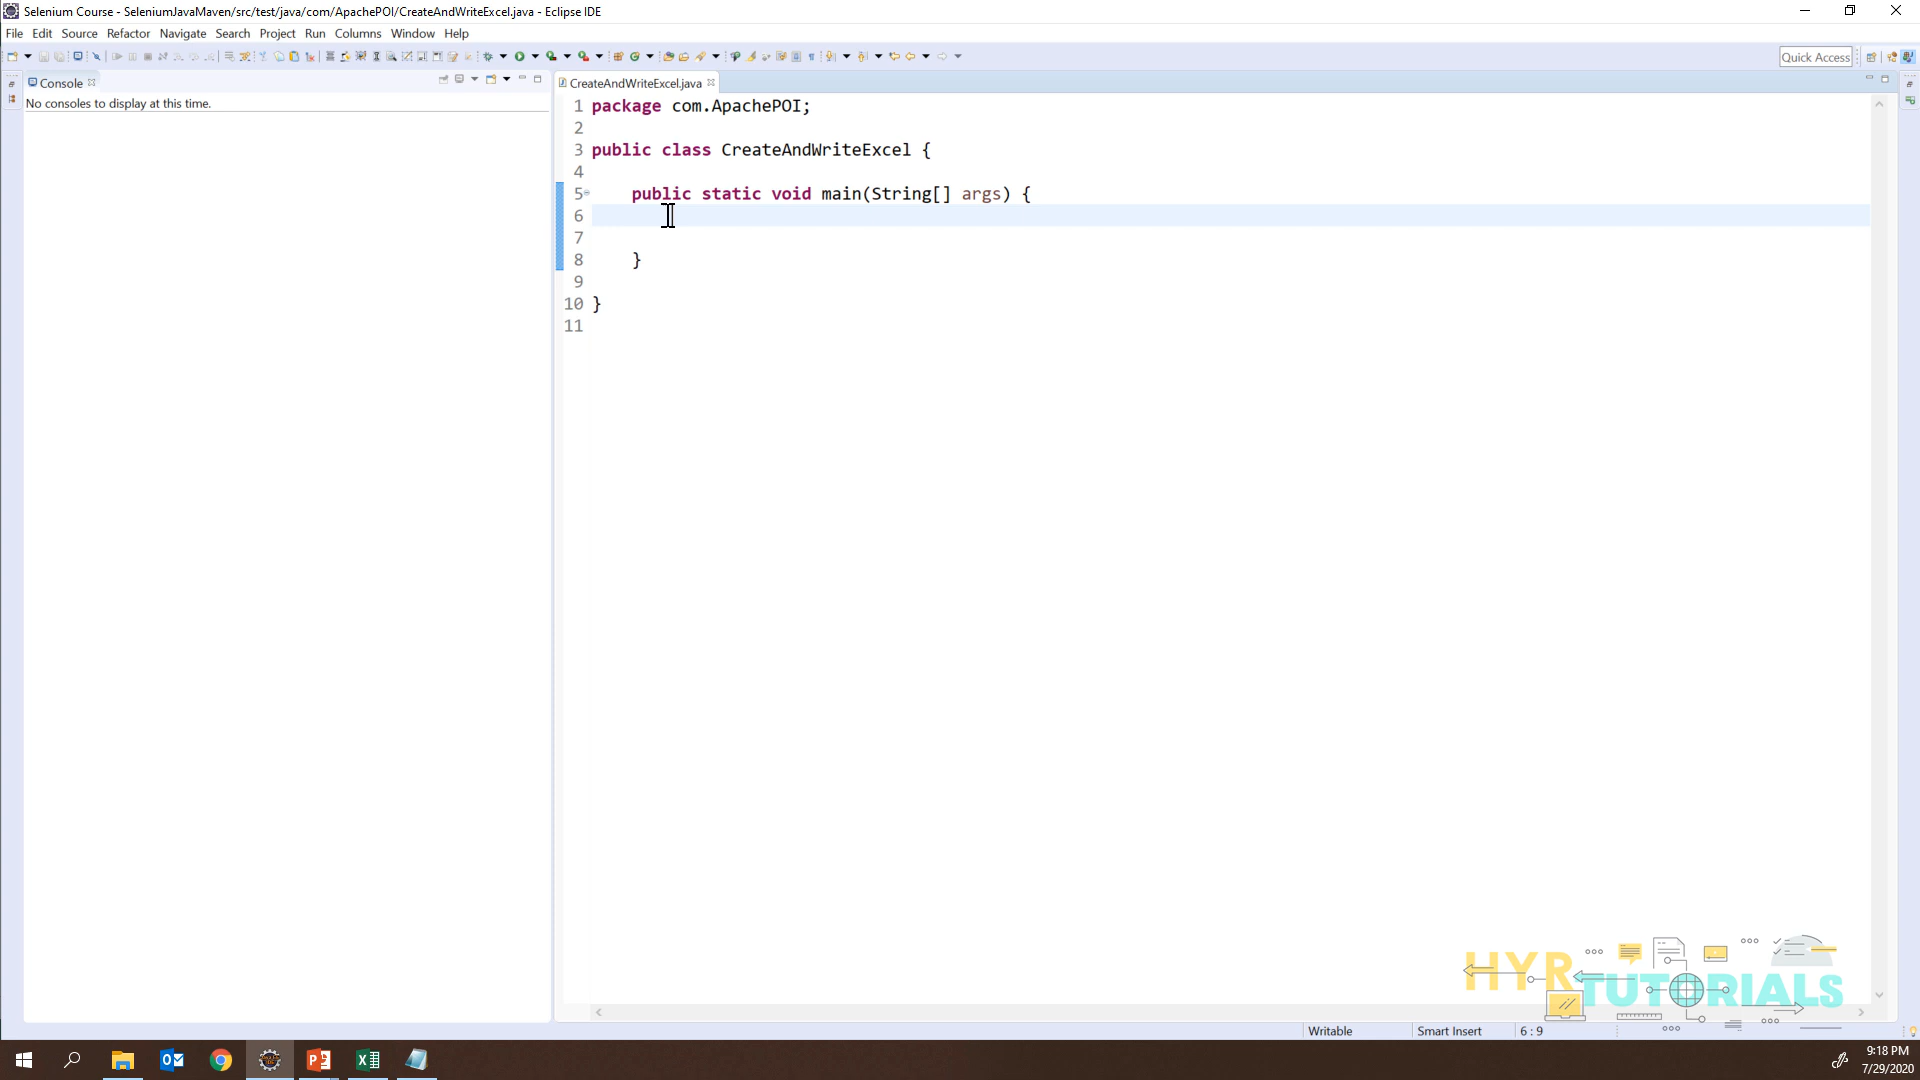 Selenium Course - SeleniumJavaMaven/src/test/java/com/ApachePOI/CreateAndWriteExcel.java - Eclipse IDE
File Edit Source Refactor Navigate Search Project Run Columns Window Help
Quick Access
Console
CreateAndWriteExcel.java
No consoles to display at this time.
1 package com.ApachePOI;
2
3 public class CreateAndWriteExcel {
4
5 public static void main(String[] args) {
6
7
8 }
9
10 }
11
HYR TUTORIALS
Writable Smart Insert 6 : 9
9:18 PM
7/29/2020